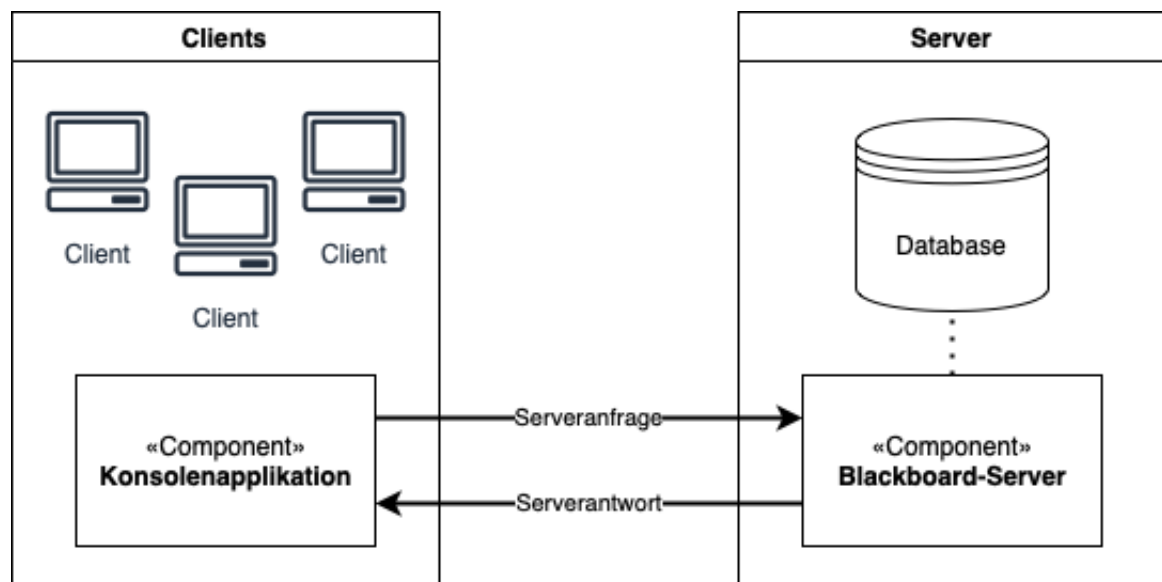 Clients
Server
Client
Client
Client
Database
«Component»
Konsolenapplikation
Serveranfrage
Serverantwort
«Component»
Blackboard-Server